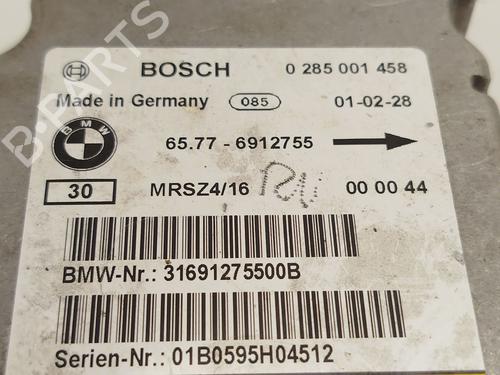 BOSCH 0 285 001 458
Made in Germany 085 01-02-28
BMW 65.77 - 6912755
30 MRSZ4/16 00 00 44
BMW-Nr.: 31691275500B
Serien-Nr.: 01B0595H04512
B-PARTS